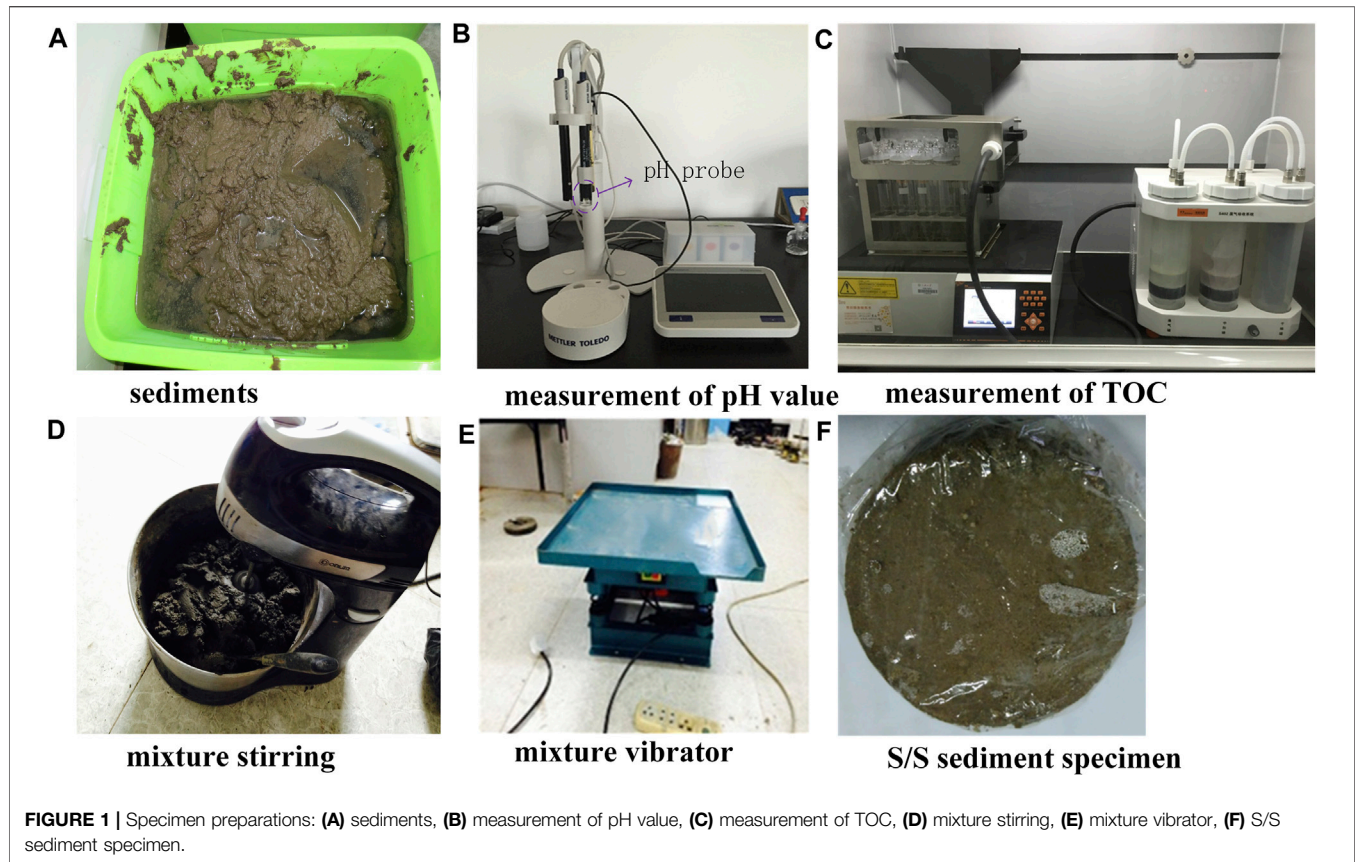 A
B
C
pH probe
METTLER TOLEDO
sediments
measurement of pH value
measurement of TOC
D
E
F
mixture stirring
mixture vibrator
S/S sediment specimen
FIGURE 1 | Specimen preparations: (A) sediments, (B) measurement of pH value, (C) measurement of TOC, (D) mixture stirring, (E) mixture vibrator, (F) S/S
sediment specimen.